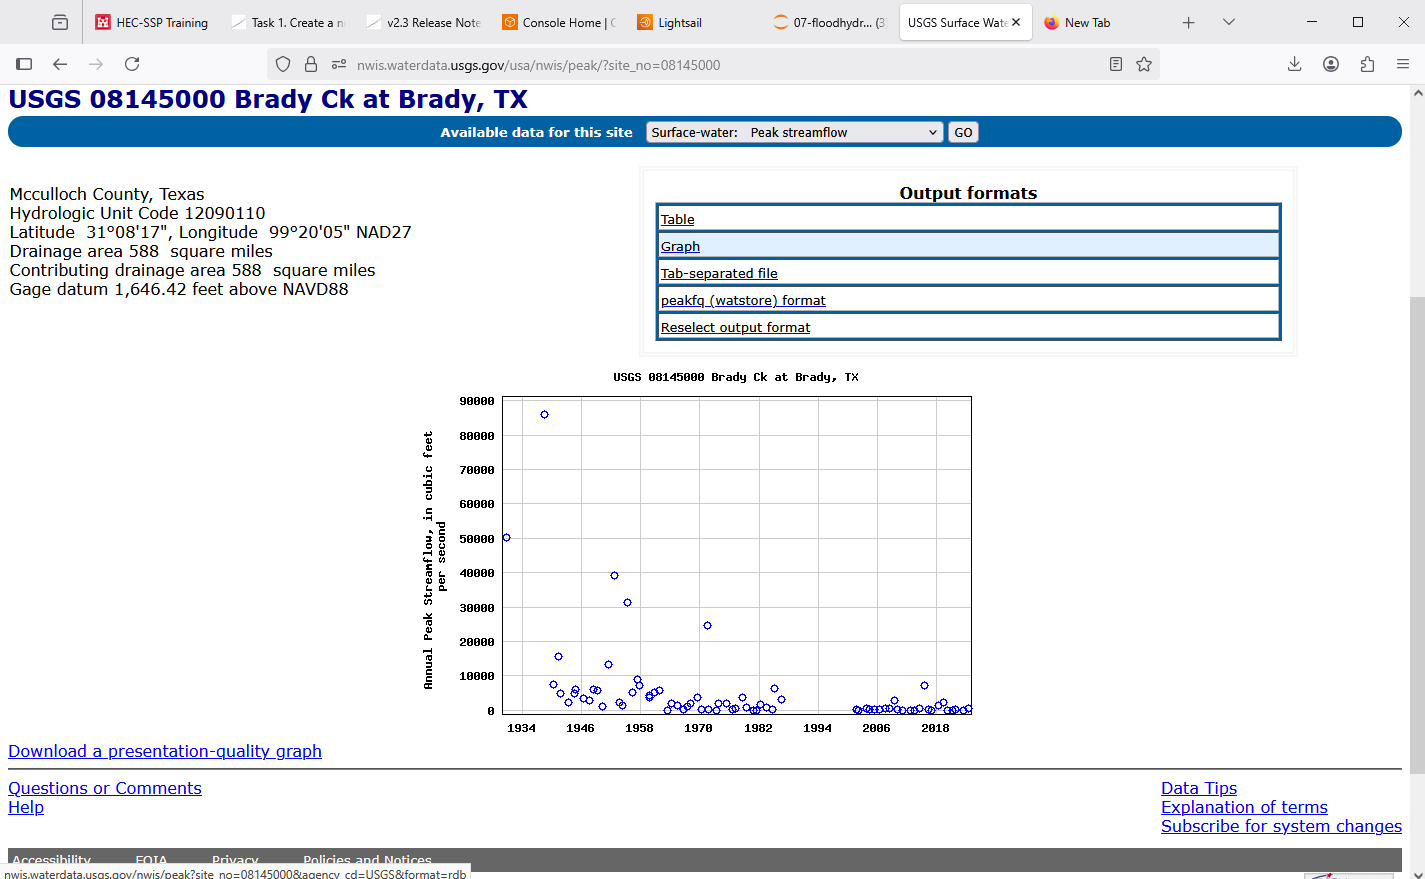 HEC-SSP Training
Task 1. Create a n
v2.3 Release Note
Console Home | C
Lightsail
07-floodhydr... (3
USGS Surface Wate
New Tab
nwis.waterdata.usgs.gov/usa/nwis/peak/?site_no=08145000
USGS 08145000 Brady Ck at Brady, TX
Available data for this site Surface-water: Peak streamflow GO
Mcculloch County, Texas
Hydrologic Unit Code 12090110
Latitude 31°08'17", Longitude 99°20'05" NAD27
Drainage area 588 square miles
Contributing drainage area 588 square miles
Gage datum 1,646.42 feet above NAVD88
Output formats
Table
Graph
Tab-separated file
peakfq (watstore) format
Reselect output format
USGS 08145000 Brady Ck at Brady, TX
Annual Peak Streamflow, in cubic feet
per second
90000
80000
70000
60000
50000
40000
30000
20000
10000
0
1934 1946 1958 1970 1982 1994 2006 2018
Download a presentation-quality graph
Questions or Comments
Help
Data Tips
Explanation of terms
Subscribe for system changes
Accessibility FOIA Privacy Policies and Notices
nwis.waterdata.usgs.gov/nwis/peak?site_no=08145000&agency_cd=USGS&format=rdb